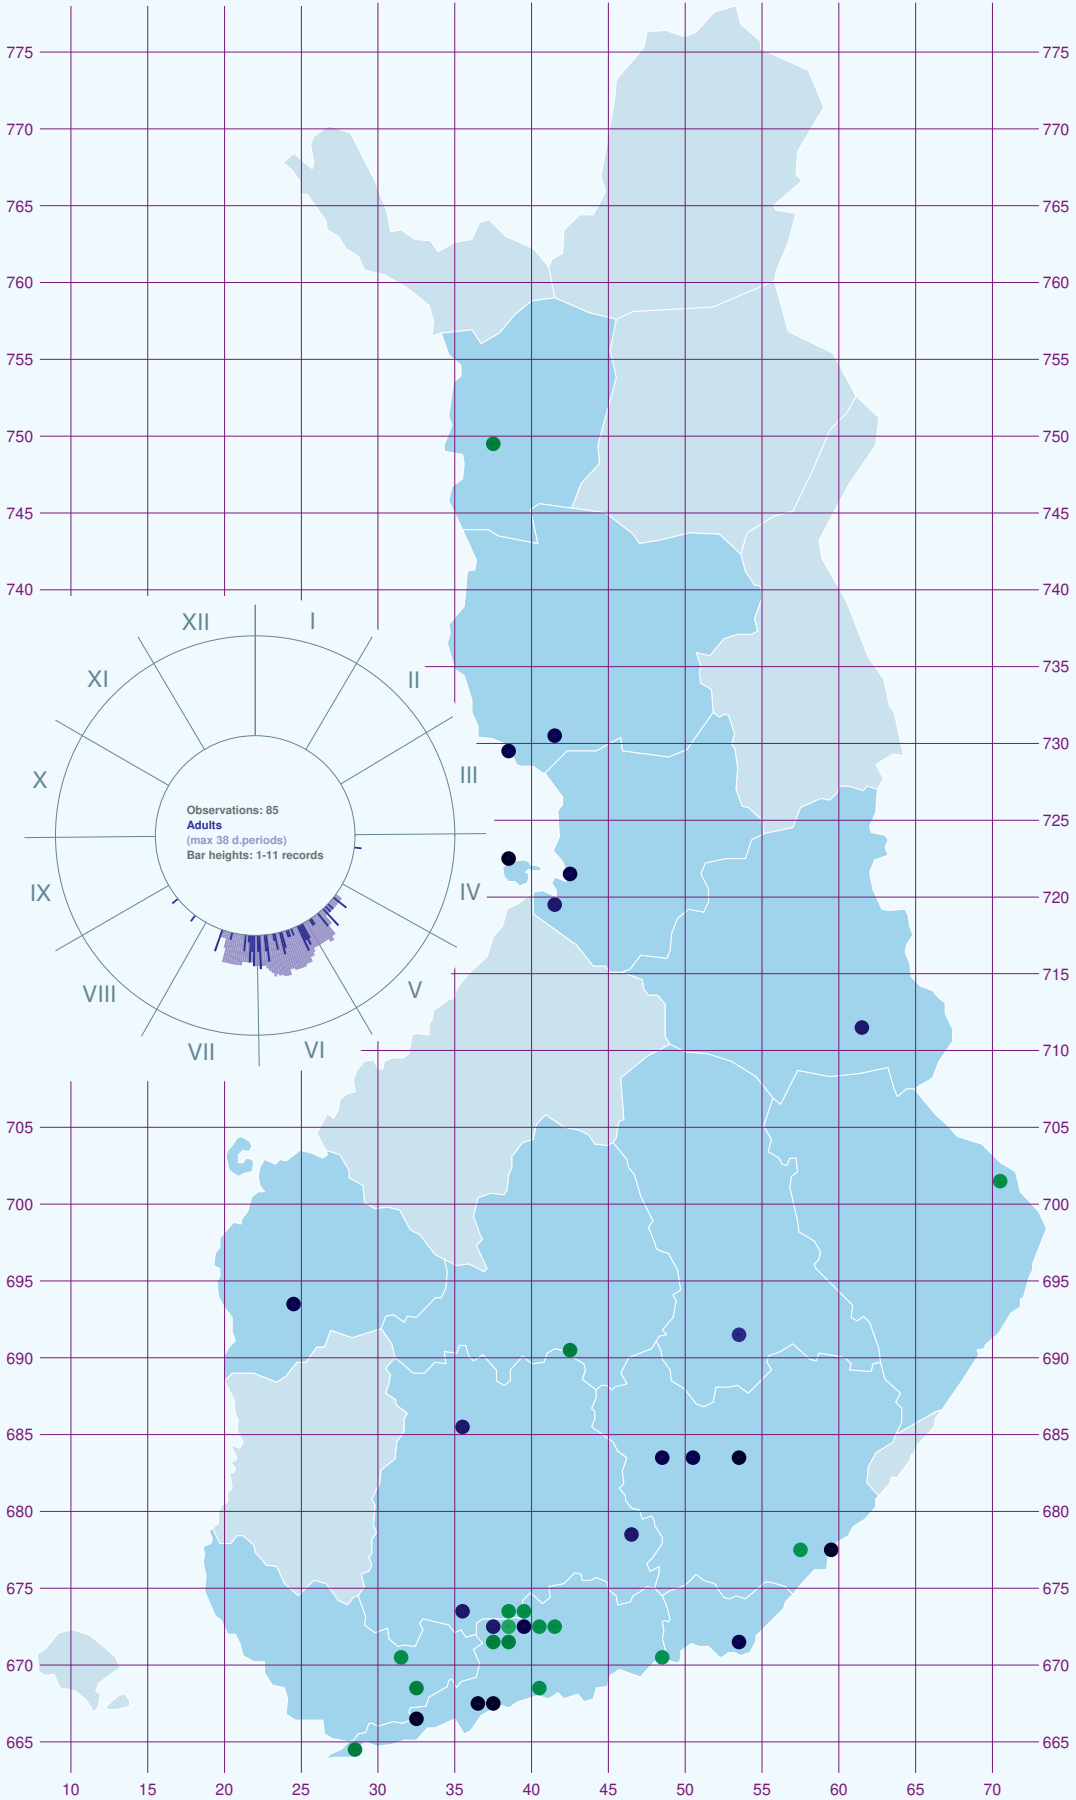 775 775
770 770
765 765
760 760
755 755
750 750
745 745
740 740
XII I
XI II
735
730
X III
725
Observations: 85
Adults
(max 38 d.periods)
Bar heights: 1-11 records
IX IV
720
VIII V
715
VII VI
710
705 705
700 700
695 695
690 690
685 685
680 680
675 675
670 670
665 665
10 15 20 25 30 35 40 45 50 55 60 65 70